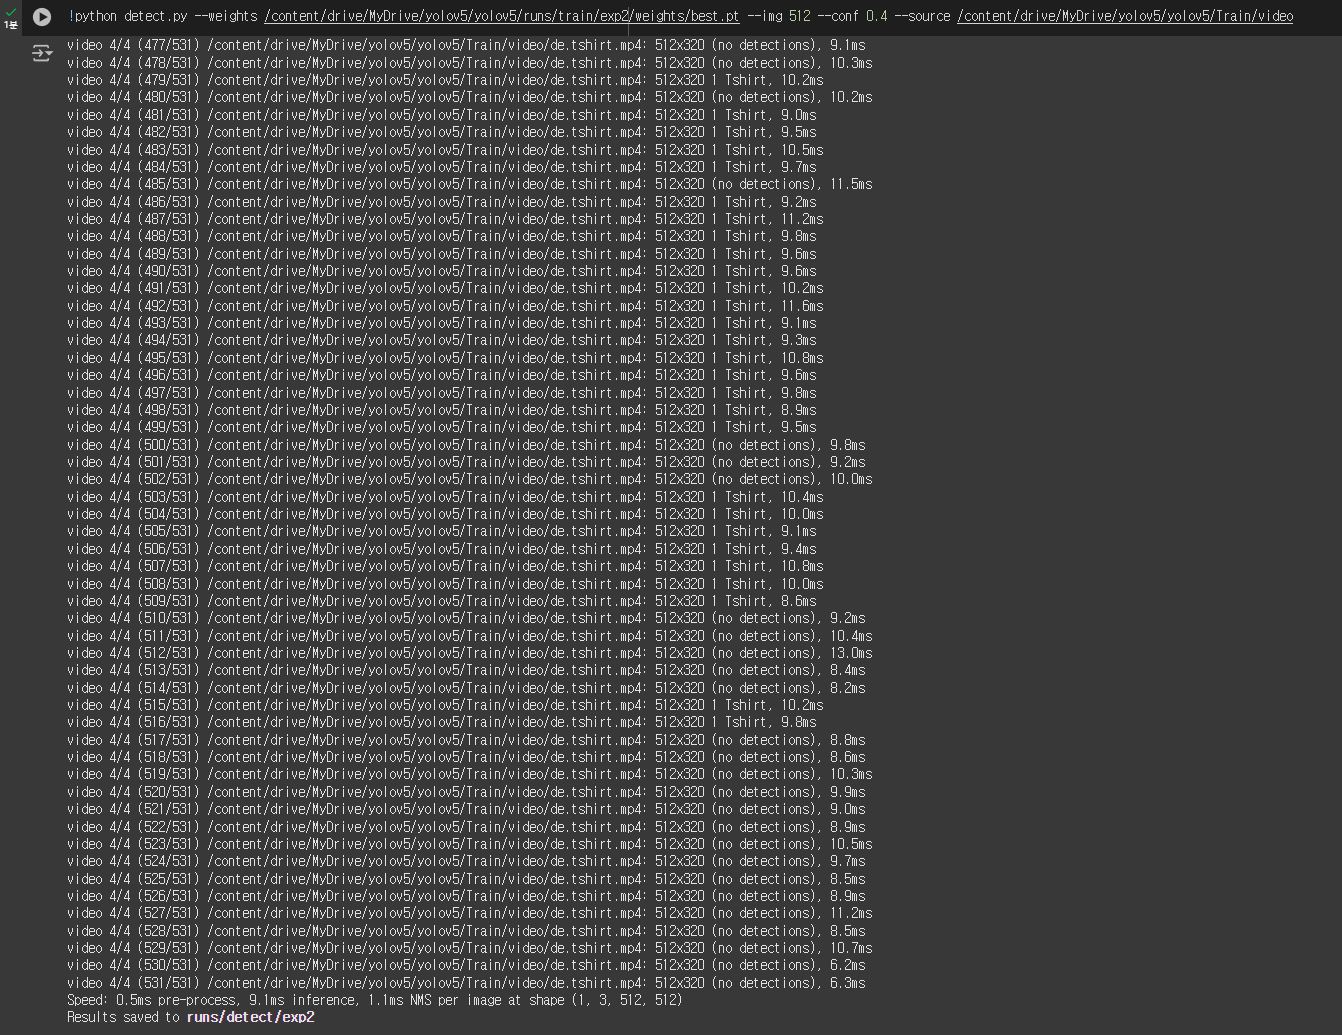 !python detect.py --weights /content/drive/MyDrive/yolov5/yolov5/runs/train/exp2/weights/best.pt --img 512 --conf 0.4 --source /content/drive/MyDrive/yolov5/yolov5/Train/video
1분
video 4/4 (477/531) /content/drive/MyDrive/yolov5/yolov5/Train/video/de.tshirt.mp4: 512x320 (no detections), 9.1ms
video 4/4 (478/531) /content/drive/MyDrive/yolov5/yolov5/Train/video/de.tshirt.mp4: 512x320 (no detections), 10.3ms
video 4/4 (479/531) /content/drive/MyDrive/yolov5/yolov5/Train/video/de.tshirt.mp4: 512x320 1 Tshirt, 10.2ms
video 4/4 (480/531) /content/drive/MyDrive/yolov5/yolov5/Train/video/de.tshirt.mp4: 512x320 (no detections), 10.2ms
video 4/4 (481/531) /content/drive/MyDrive/yolov5/yolov5/Train/video/de.tshirt.mp4: 512x320 1 Tshirt, 9.0ms
video 4/4 (482/531) /content/drive/MyDrive/yolov5/yolov5/Train/video/de.tshirt.mp4: 512x320 1 Tshirt, 9.5ms
video 4/4 (483/531) /content/drive/MyDrive/yolov5/yolov5/Train/video/de.tshirt.mp4: 512x320 1 Tshirt, 10.5ms
video 4/4 (484/531) /content/drive/MyDrive/yolov5/yolov5/Train/video/de.tshirt.mp4: 512x320 1 Tshirt, 9.7ms
video 4/4 (485/531) /content/drive/MyDrive/yolov5/yolov5/Train/video/de.tshirt.mp4: 512x320 (no detections), 11.5ms
video 4/4 (486/531) /content/drive/MyDrive/yolov5/yolov5/Train/video/de.tshirt.mp4: 512x320 1 Tshirt, 9.2ms
video 4/4 (487/531) /content/drive/MyDrive/yolov5/yolov5/Train/video/de.tshirt.mp4: 512x320 1 Tshirt, 11.2ms
video 4/4 (488/531) /content/drive/MyDrive/yolov5/yolov5/Train/video/de.tshirt.mp4: 512x320 1 Tshirt, 9.8ms
video 4/4 (489/531) /content/drive/MyDrive/yolov5/yolov5/Train/video/de.tshirt.mp4: 512x320 1 Tshirt, 9.6ms
video 4/4 (490/531) /content/drive/MyDrive/yolov5/yolov5/Train/video/de.tshirt.mp4: 512x320 1 Tshirt, 9.6ms
video 4/4 (491/531) /content/drive/MyDrive/yolov5/yolov5/Train/video/de.tshirt.mp4: 512x320 1 Tshirt, 10.2ms
video 4/4 (492/531) /content/drive/MyDrive/yolov5/yolov5/Train/video/de.tshirt.mp4: 512x320 1 Tshirt, 11.6ms
video 4/4 (493/531) /content/drive/MyDrive/yolov5/yolov5/Train/video/de.tshirt.mp4: 512x320 1 Tshirt, 9.1ms
video 4/4 (494/531) /content/drive/MyDrive/yolov5/yolov5/Train/video/de.tshirt.mp4: 512x320 1 Tshirt, 9.3ms
video 4/4 (495/531) /content/drive/MyDrive/yolov5/yolov5/Train/video/de.tshirt.mp4: 512x320 1 Tshirt, 10.8ms
video 4/4 (496/531) /content/drive/MyDrive/yolov5/yolov5/Train/video/de.tshirt.mp4: 512x320 1 Tshirt, 9.6ms
video 4/4 (497/531) /content/drive/MyDrive/yolov5/yolov5/Train/video/de.tshirt.mp4: 512x320 1 Tshirt, 9.8ms
video 4/4 (498/531) /content/drive/MyDrive/yolov5/yolov5/Train/video/de.tshirt.mp4: 512x320 1 Tshirt, 8.9ms
video 4/4 (499/531) /content/drive/MyDrive/yolov5/yolov5/Train/video/de.tshirt.mp4: 512x320 1 Tshirt, 9.5ms
video 4/4 (500/531) /content/drive/MyDrive/yolov5/yolov5/Train/video/de.tshirt.mp4: 512x320 (no detections), 9.8ms
video 4/4 (501/531) /content/drive/MyDrive/yolov5/yolov5/Train/video/de.tshirt.mp4: 512x320 (no detections), 9.2ms
video 4/4 (502/531) /content/drive/MyDrive/yolov5/yolov5/Train/video/de.tshirt.mp4: 512x320 (no detections), 10.0ms
video 4/4 (503/531) /content/drive/MyDrive/yolov5/yolov5/Train/video/de.tshirt.mp4: 512x320 1 Tshirt, 10.4ms
video 4/4 (504/531) /content/drive/MyDrive/yolov5/yolov5/Train/video/de.tshirt.mp4: 512x320 1 Tshirt, 10.0ms
video 4/4 (505/531) /content/drive/MyDrive/yolov5/yolov5/Train/video/de.tshirt.mp4: 512x320 1 Tshirt, 9.1ms
video 4/4 (506/531) /content/drive/MyDrive/yolov5/yolov5/Train/video/de.tshirt.mp4: 512x320 1 Tshirt, 9.4ms
video 4/4 (507/531) /content/drive/MyDrive/yolov5/yolov5/Train/video/de.tshirt.mp4: 512x320 1 Tshirt, 10.8ms
video 4/4 (508/531) /content/drive/MyDrive/yolov5/yolov5/Train/video/de.tshirt.mp4: 512x320 1 Tshirt, 10.0ms
video 4/4 (509/531) /content/drive/MyDrive/yolov5/yolov5/Train/video/de.tshirt.mp4: 512x320 1 Tshirt, 8.6ms
video 4/4 (510/531) /content/drive/MyDrive/yolov5/yolov5/Train/video/de.tshirt.mp4: 512x320 (no detections), 9.2ms
video 4/4 (511/531) /content/drive/MyDrive/yolov5/yolov5/Train/video/de.tshirt.mp4: 512x320 (no detections), 10.4ms
video 4/4 (512/531) /content/drive/MyDrive/yolov5/yolov5/Train/video/de.tshirt.mp4: 512x320 (no detections), 13.0ms
video 4/4 (513/531) /content/drive/MyDrive/yolov5/yolov5/Train/video/de.tshirt.mp4: 512x320 (no detections), 8.4ms
video 4/4 (514/531) /content/drive/MyDrive/yolov5/yolov5/Train/video/de.tshirt.mp4: 512x320 (no detections), 8.2ms
video 4/4 (515/531) /content/drive/MyDrive/yolov5/yolov5/Train/video/de.tshirt.mp4: 512x320 1 Tshirt, 10.2ms
video 4/4 (516/531) /content/drive/MyDrive/yolov5/yolov5/Train/video/de.tshirt.mp4: 512x320 1 Tshirt, 9.8ms
video 4/4 (517/531) /content/drive/MyDrive/yolov5/yolov5/Train/video/de.tshirt.mp4: 512x320 (no detections), 8.8ms
video 4/4 (518/531) /content/drive/MyDrive/yolov5/yolov5/Train/video/de.tshirt.mp4: 512x320 (no detections), 8.6ms
video 4/4 (519/531) /content/drive/MyDrive/yolov5/yolov5/Train/video/de.tshirt.mp4: 512x320 (no detections), 10.3ms
video 4/4 (520/531) /content/drive/MyDrive/yolov5/yolov5/Train/video/de.tshirt.mp4: 512x320 (no detections), 9.9ms
video 4/4 (521/531) /content/drive/MyDrive/yolov5/yolov5/Train/video/de.tshirt.mp4: 512x320 (no detections), 9.0ms
video 4/4 (522/531) /content/drive/MyDrive/yolov5/yolov5/Train/video/de.tshirt.mp4: 512x320 (no detections), 8.9ms
video 4/4 (523/531) /content/drive/MyDrive/yolov5/yolov5/Train/video/de.tshirt.mp4: 512x320 (no detections), 10.5ms
video 4/4 (524/531) /content/drive/MyDrive/yolov5/yolov5/Train/video/de.tshirt.mp4: 512x320 (no detections), 9.7ms
video 4/4 (525/531) /content/drive/MyDrive/yolov5/yolov5/Train/video/de.tshirt.mp4: 512x320 (no detections), 8.5ms
video 4/4 (526/531) /content/drive/MyDrive/yolov5/yolov5/Train/video/de.tshirt.mp4: 512x320 (no detections), 8.9ms
video 4/4 (527/531) /content/drive/MyDrive/yolov5/yolov5/Train/video/de.tshirt.mp4: 512x320 (no detections), 11.2ms
video 4/4 (528/531) /content/drive/MyDrive/yolov5/yolov5/Train/video/de.tshirt.mp4: 512x320 (no detections), 8.5ms
video 4/4 (529/531) /content/drive/MyDrive/yolov5/yolov5/Train/video/de.tshirt.mp4: 512x320 (no detections), 10.7ms
video 4/4 (530/531) /content/drive/MyDrive/yolov5/yolov5/Train/video/de.tshirt.mp4: 512x320 (no detections), 6.2ms
video 4/4 (531/531) /content/drive/MyDrive/yolov5/yolov5/Train/video/de.tshirt.mp4: 512x320 (no detections), 6.3ms
Speed: 0.5ms pre-process, 9.1ms inference, 1.1ms NMS per image at shape (1, 3, 512, 512)
Results saved to runs/detect/exp2